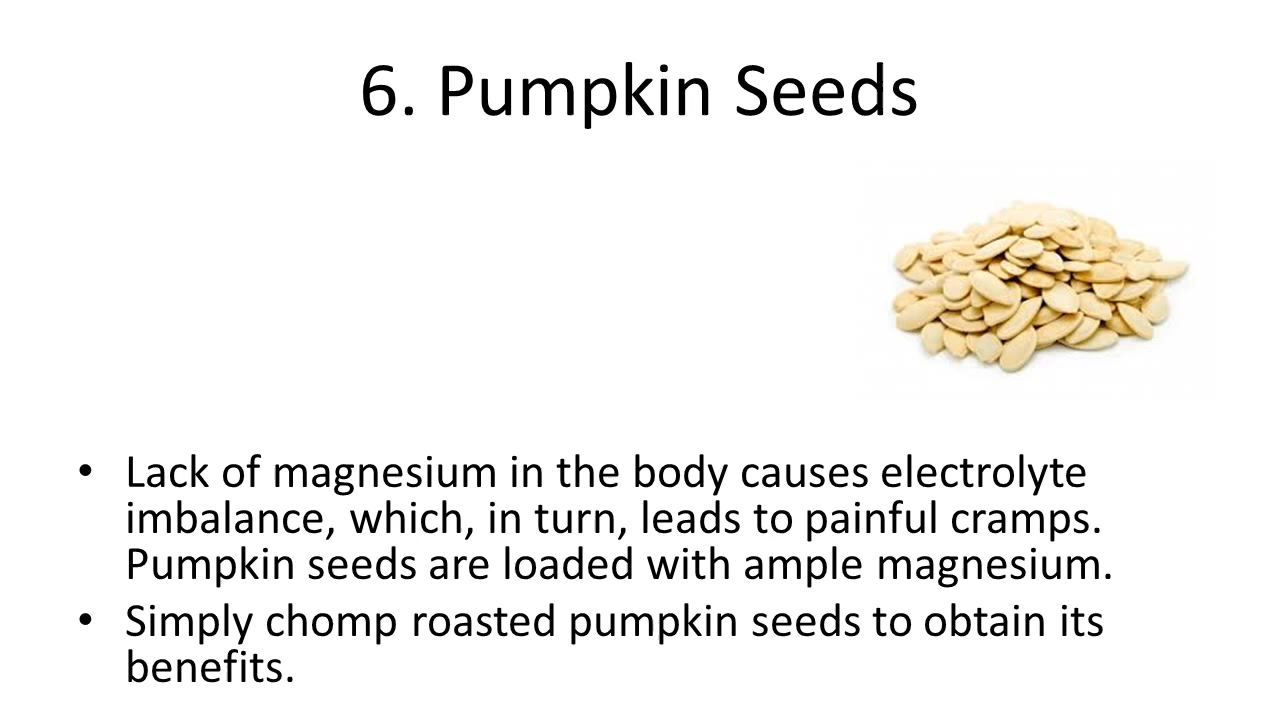 6. Pumpkin Seeds
• Lack of magnesium in the body causes electrolyte
imbalance, which, in turn, leads to painful cramps.
Pumpkin seeds are loaded with ample magnesium.
• Simply chomp roasted pumpkin seeds to obtain its
benefits.